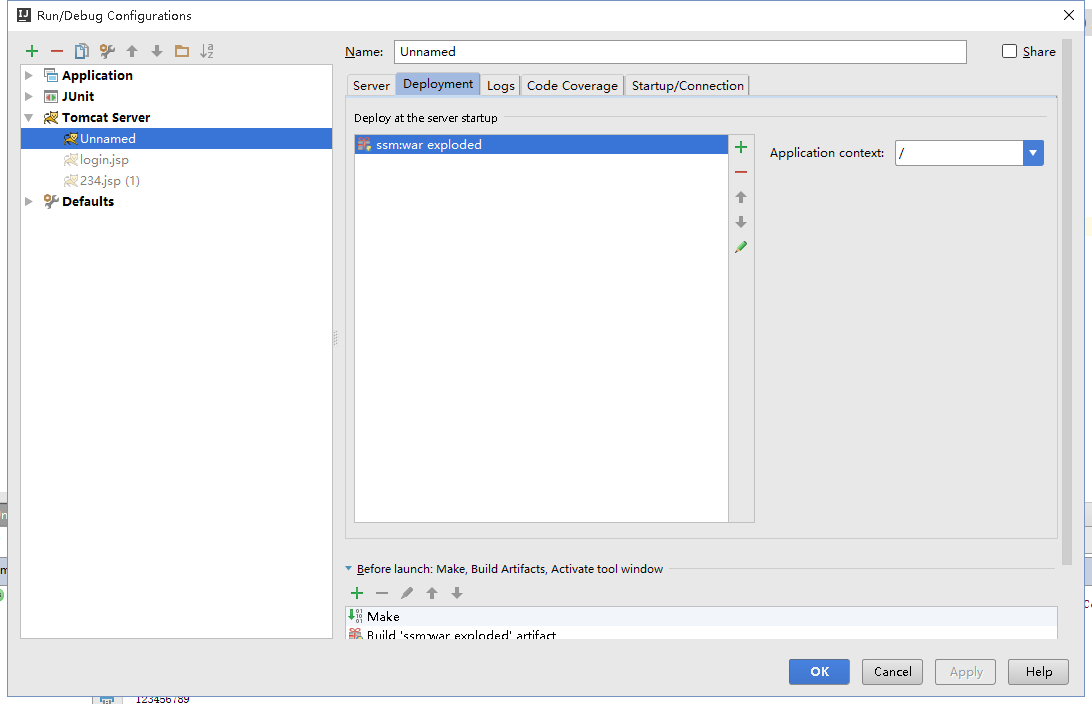 Run/Debug Configurations
Name: Unnamed
Share
Application
JUnit
Tomcat Server
Unnamed
login.jsp
234.jsp (1)
Defaults
Server Deployment Logs Code Coverage Startup/Connection
Deploy at the server startup
ssm:war exploded
Application context: /
Before launch: Make, Build Artifacts, Activate tool window
Make
Build 'ssm:war exploded' artifact
OK Cancel Apply Help
123456789